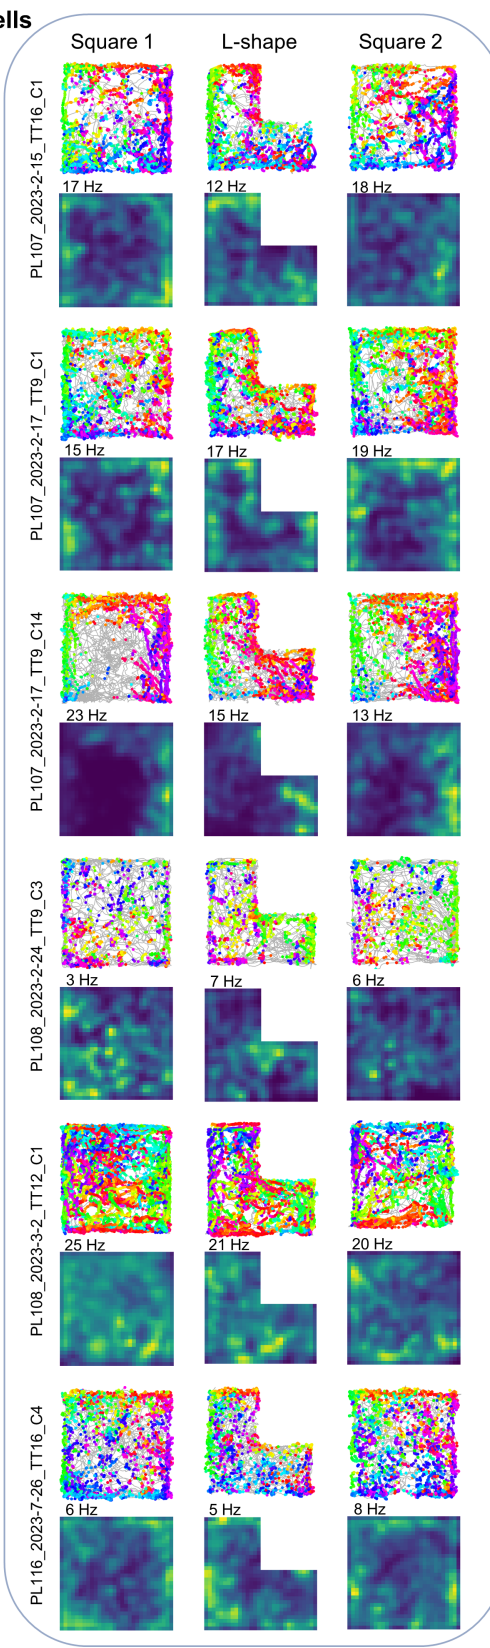 ells
Square 1 L-shape Square 2
PL107_2023-2-15_TT16_C1
17 Hz 12 Hz 18 Hz
PL107_2023-2-17_TT9_C1
15 Hz 17 Hz 19 Hz
PL107_2023-2-17_TT9_C14
23 Hz 15 Hz 13 Hz
PL108_2023-2-24_TT9_C3
3 Hz 7 Hz 6 Hz
PL108_2023-3-2_TT12_C1
25 Hz 21 Hz 20 Hz
PL116_2023-7-26_TT16_C4
6 Hz 5 Hz 8 Hz